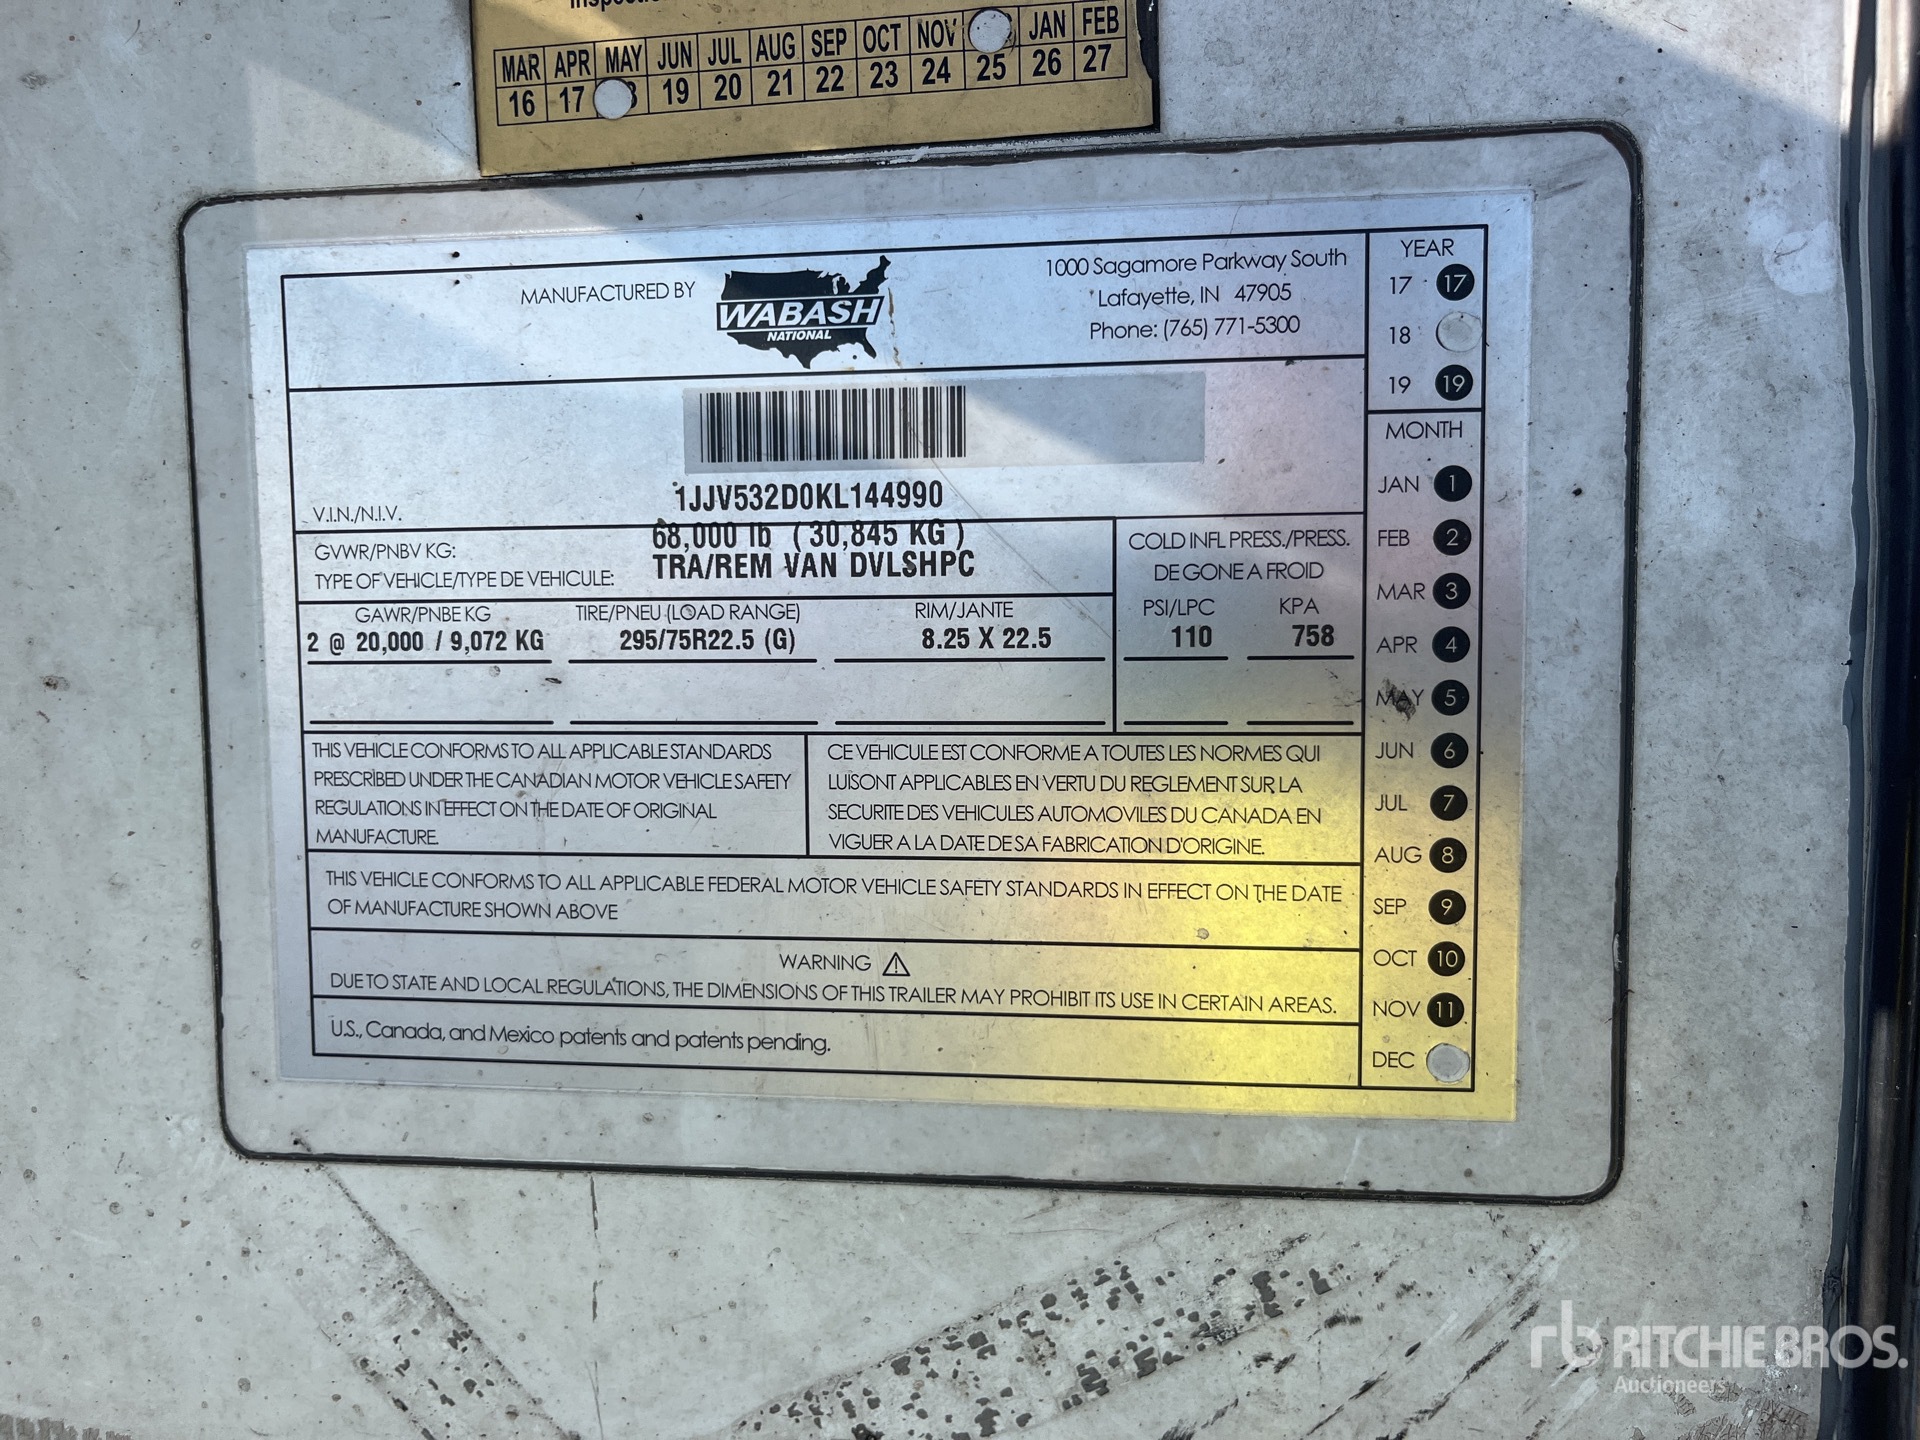 MAR APR MAY JUN JUL AUG SEP OCT NOV JAN FEB
16 17 19 20 21 22 23 24 25 26 27
MANUFACTURED BY
WABASH
NATIONAL
1000 Sagamore Parkway South
Lafayette, IN 47905
Phone: (765) 771-5300
V.I.N./N.I.V.
1JJV532D0KL144990
GVWR/PNBV KG:
68,000 lb ( 30,845 KG )
TYPE OF VEHICLE/TYPE DE VEHICULE:
TRA/REM VAN DVLSHPC
COLD INFL PRESS./PRESS.
DE GONE A FROID
GAWR/PNBE KG TIRE/PNEU (LOAD RANGE) RIM/JANTE PSI/LPC KPA
2 @ 20,000 / 9,072 KG 295/75R22.5 (G) 8.25 X 22.5 110 758
THIS VEHICLE CONFORMS TO ALL APPLICABLE STANDARDS
PRESCRIBED UNDER THE CANADIAN MOTOR VEHICLE SAFETY
REGULATIONS IN EFFECT ON THE DATE OF ORIGINAL
MANUFACTURE.
CE VEHICULE EST CONFORME A TOUTES LES NORMES QUI
LUISONT APPLICABLES EN VERTU DU REGLEMENT SUR LA
SECURITE DES VEHICULES AUTOMOVILES DU CANADA EN
VIGUER A LA DATE DE SA FABRICATION D'ORIGINE.
THIS VEHICLE CONFORMS TO ALL APPLICABLE FEDERAL MOTOR VEHICLE SAFETY STANDARDS IN EFFECT ON THE DATE
OF MANUFACTURE SHOWN ABOVE
WARNING
DUE TO STATE AND LOCAL REGULATIONS, THE DIMENSIONS OF THIS TRAILER MAY PROHIBIT ITS USE IN CERTAIN AREAS.
U.S., Canada, and Mexico patents and patents pending.
YEAR
17 17
18
19 19
MONTH
JAN 1
FEB 2
MAR 3
APR 4
MAY 5
JUN 6
JUL 7
AUG 8
SEP 9
OCT 10
NOV 11
DEC
rb RITCHIE BROS.
Auctioneers